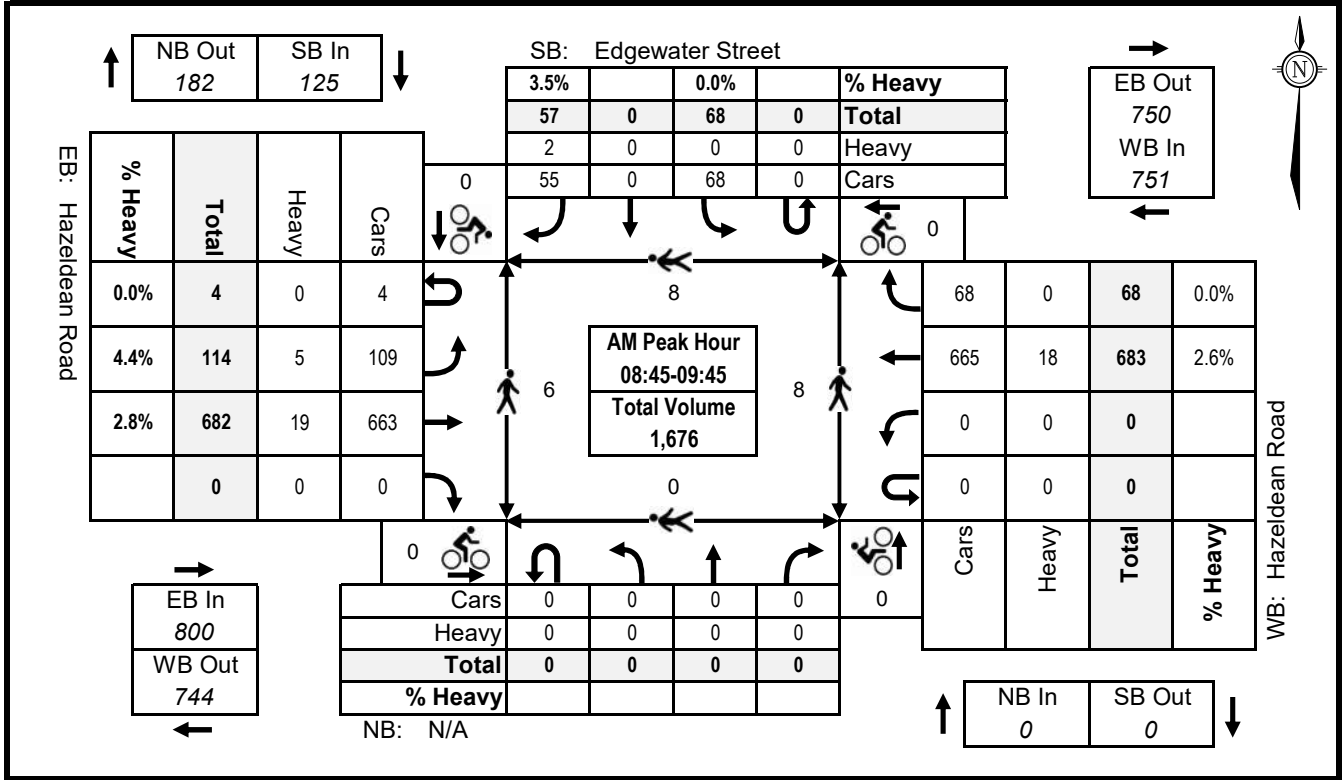 NB Out SB In
182 125
SB: Edgewater Street
3.5% 0.0% % Heavy
57 0 68 0 Total
2 0 0 0 Heavy
55 0 68 0 Cars
EB Out
750
WB In
751
N
EB: Hazeldean Road
% Heavy Total Heavy Cars
0.0% 4 0 4
4.4% 114 5 109
2.8% 682 19 663
0 0 0
0
0
8
6
8
0
AM Peak Hour
08:45-09:45
Total Volume
1,676
68 0 68 0.0%
665 18 683 2.6%
0 0 0
0 0 0
Cars Heavy Total % Heavy
WB: Hazeldean Road
0
0
EB In
800
WB Out
744
Cars 0 0 0 0
Heavy 0 0 0 0
Total 0 0 0 0
% Heavy
NB: N/A
NB In SB Out
0 0